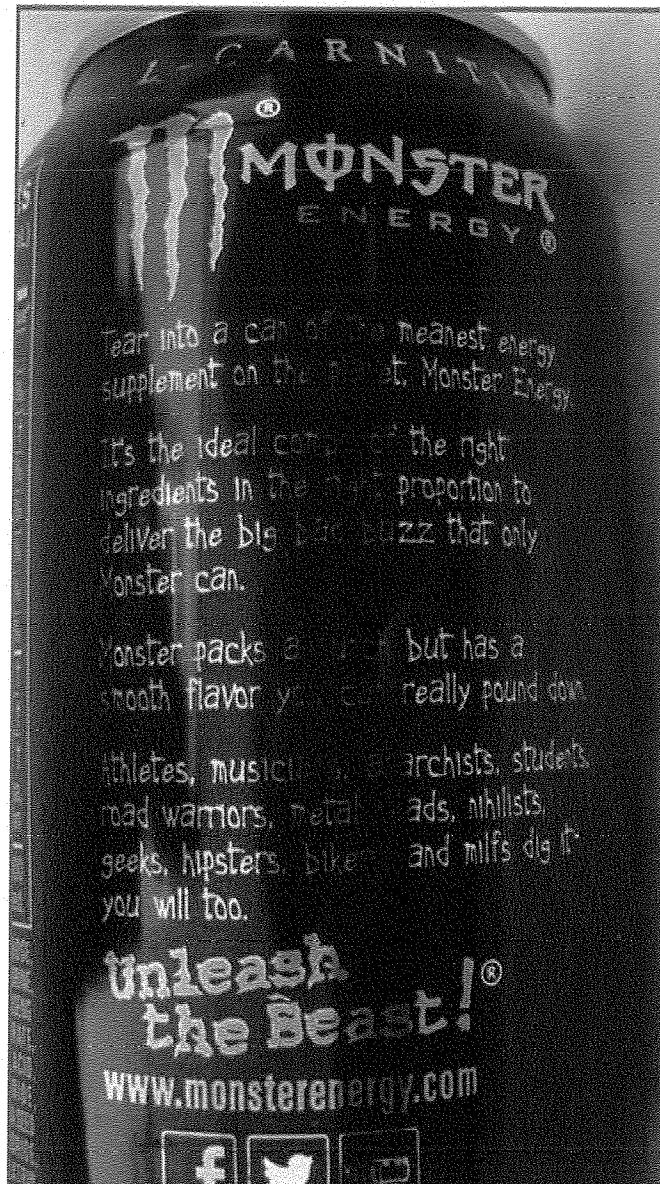 L-CARNITI
MONSTER
ENERGY
Tear into a can of the meanest energy
supplement on the planet, Monster Energy
It's the ideal combo of the right
ingredients in the right proportion to
deliver the big bad buzz that only
Monster can.
Monster packs a but has a
smooth flavor you can really pound down
Athletes, musicians, anarchists, students,
road warriors, metal heads, nihilists,
geeks, hipsters, bikers and milfs dig it-
you will too.
Unleash
the Beast!
www.monsterenergy.com